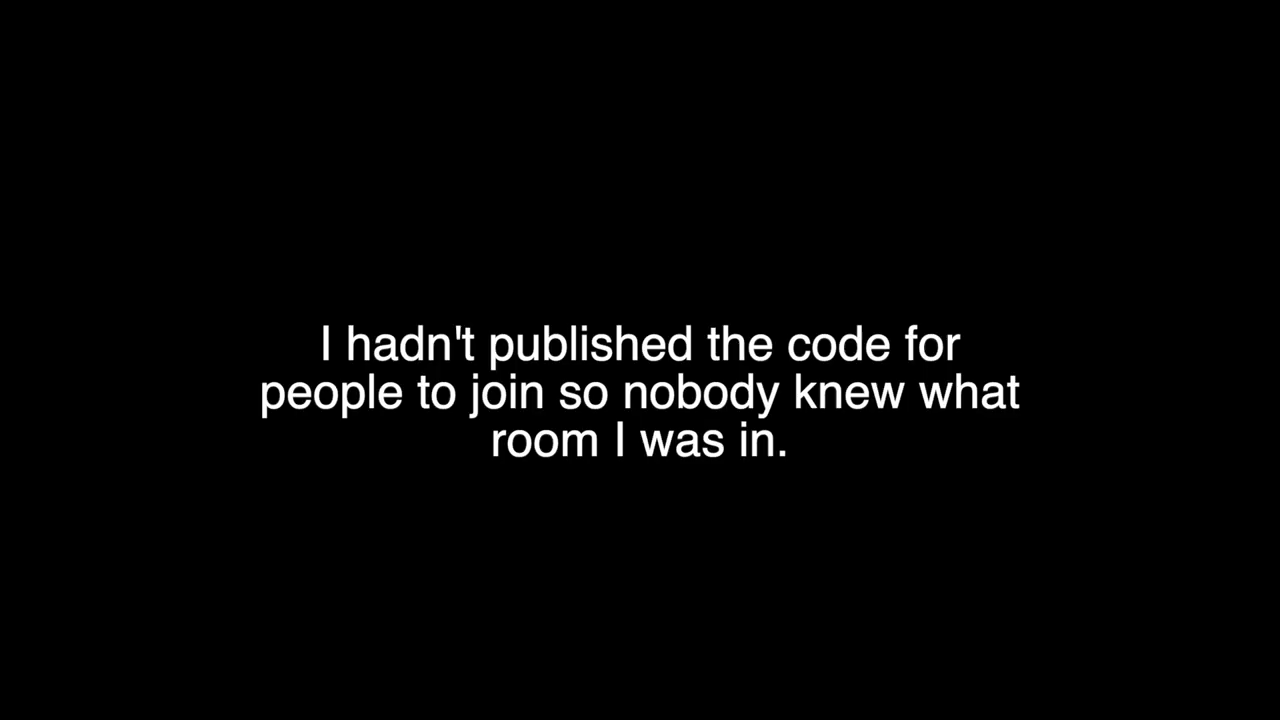 I hadn't published the code for
people to join so nobody knew what
room I was in.